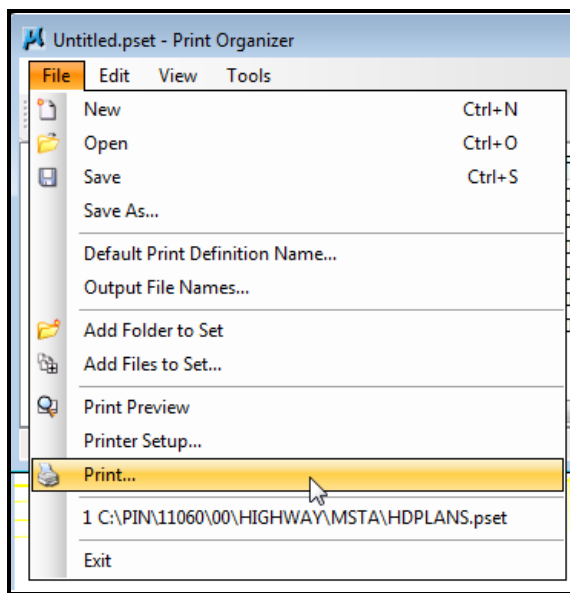 Untitled.pset - Print Organizer
File Edit View Tools
New Ctrl+N
Open Ctrl+O
Save Ctrl+S
Save As...
Default Print Definition Name...
Output File Names...
Add Folder to Set
Add Files to Set...
Print Preview
Printer Setup...
Print...
1 C:\PIN\11060\00\HIGHWAY\MSTA\HDPLANS.pset
Exit